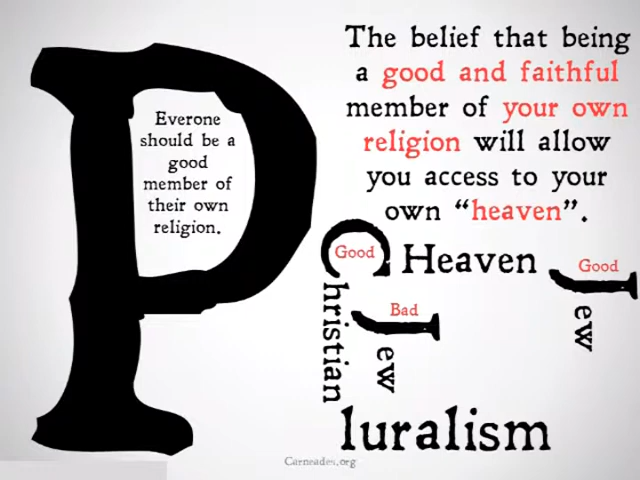 The belief that being
a good and faithful
member of your own
religion will allow
you access to your
own “heaven”.
P
Everone
should be a
good
member of
their own
religion.
Good
Christian
Heaven
Good
Jew
Bad
Jew
luralism
Carneades.org